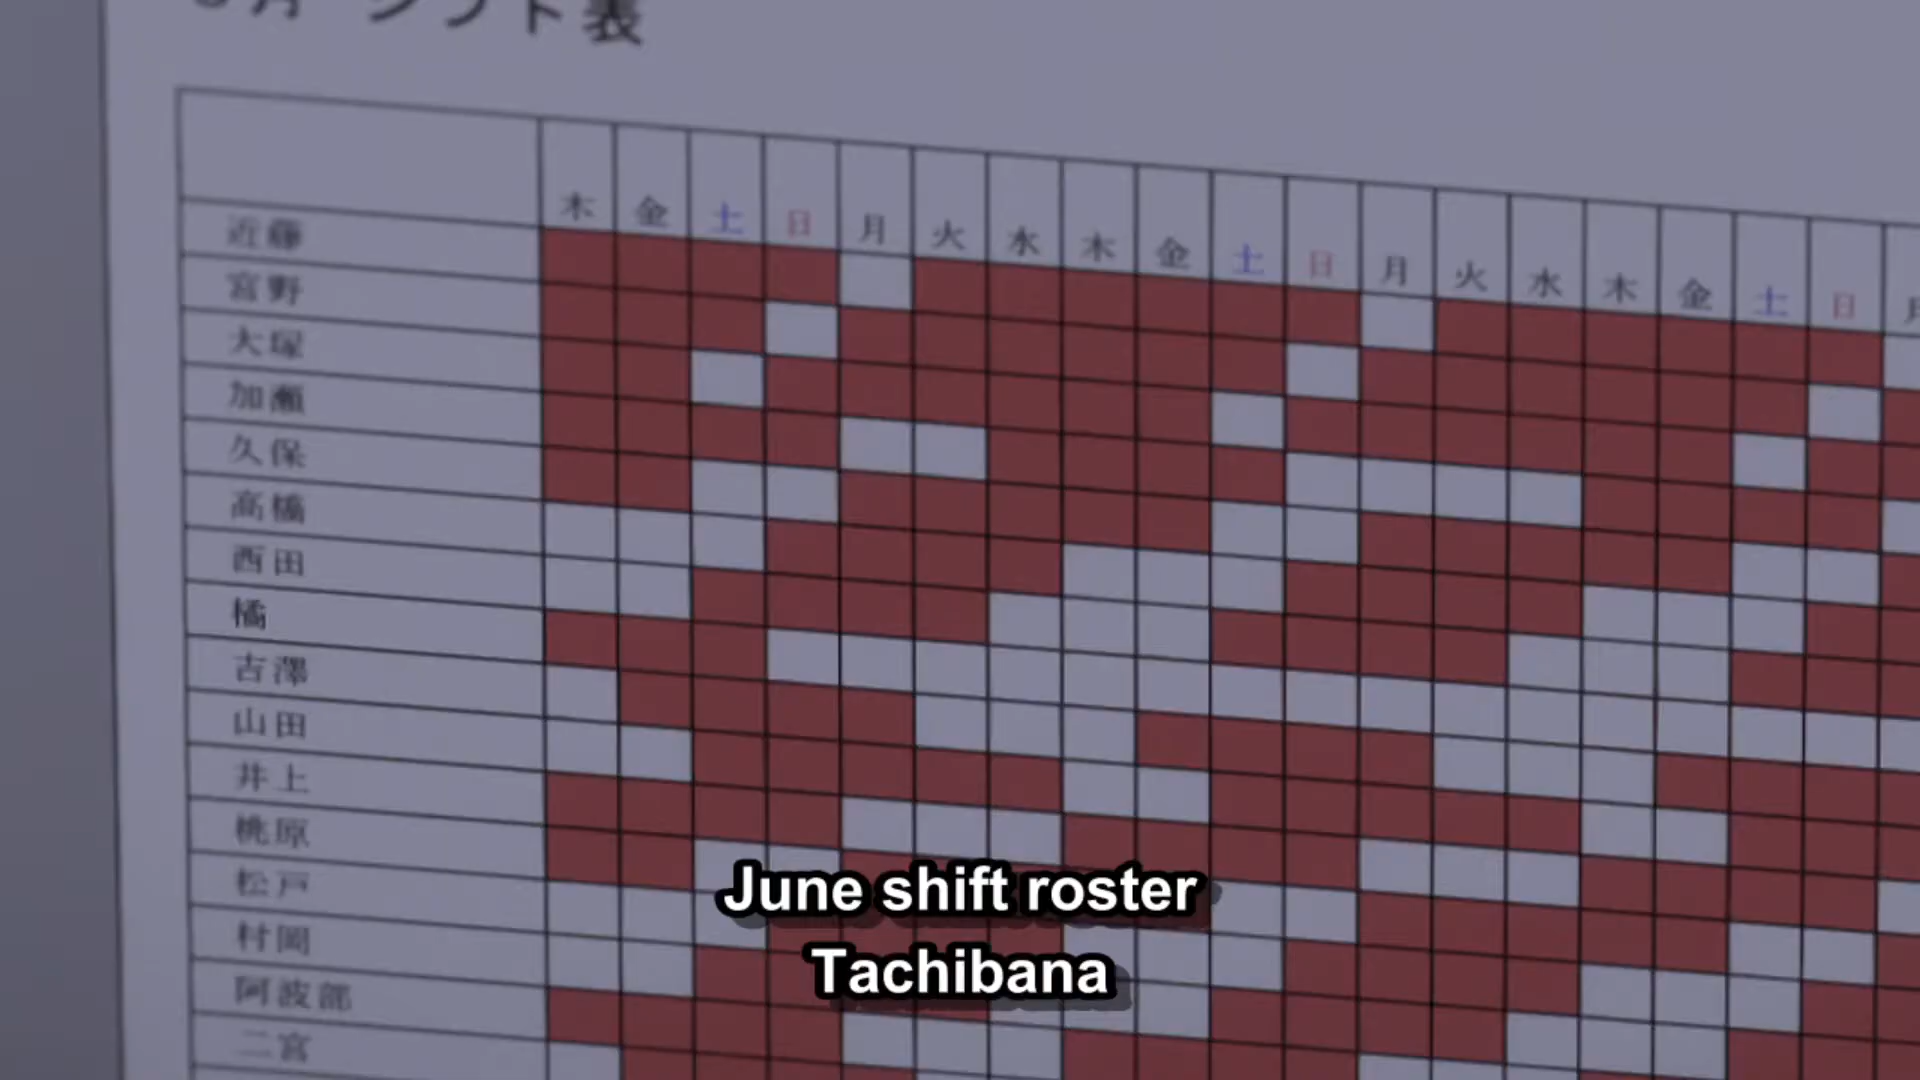 月 シフト表
木 金 土 日 月 火 水 木 金 土 日 月 火 水 木 金 土 日 月
近藤
宮野
大塚
加瀬
久保
高橋
西田
橘
吉澤
山田
井上
桃原
松戸
村岡
阿波部
二宮
June shift roster
Tachibana